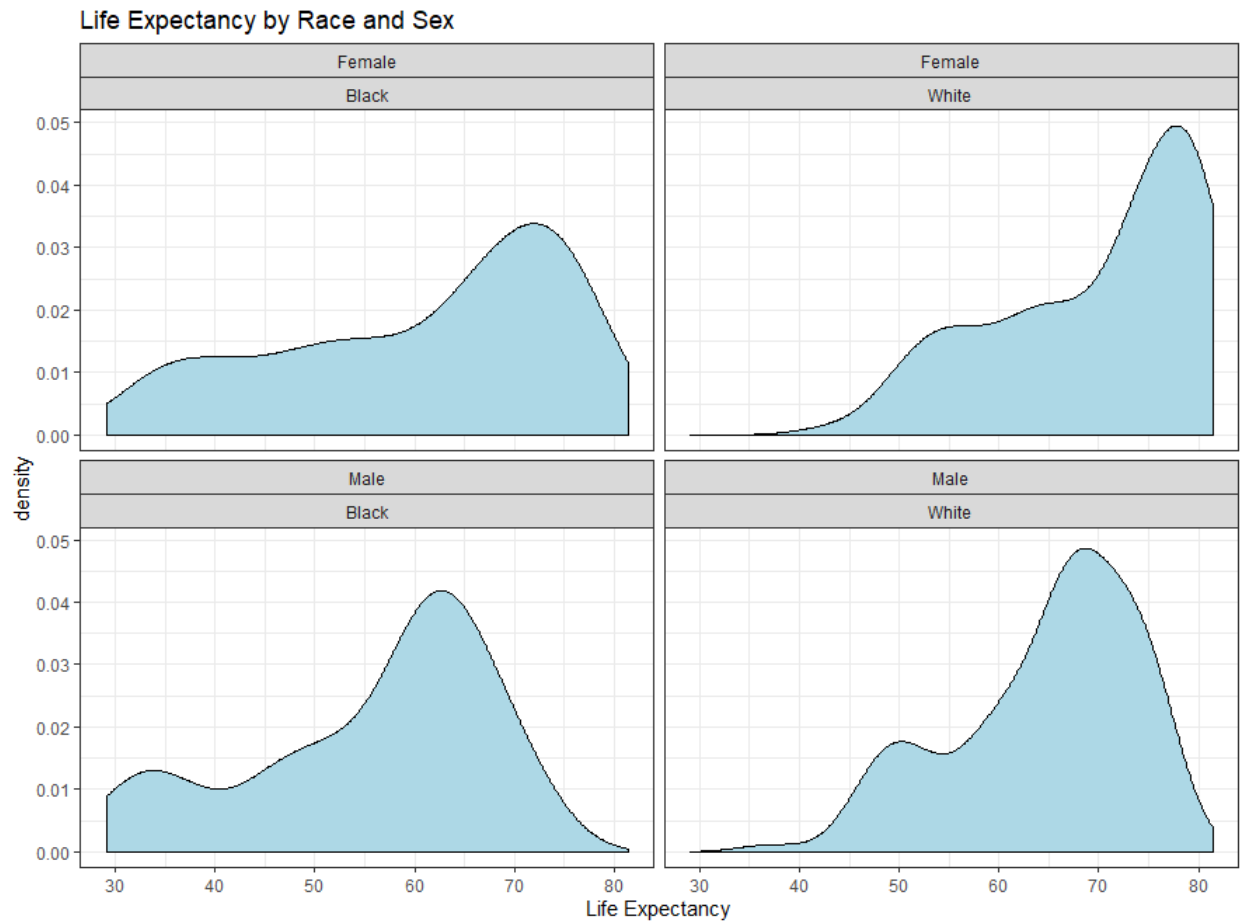 Life Expectancy by Race and Sex
Female
Female
Black
White
0.05
0.04
0.03
0.02
0.01
0.00
density
Male
Male
Black
White
0.05
0.04
0.03
0.02
0.01
0.00
30 40 50 60 70 80
30 40 50 60 70 80
Life Expectancy